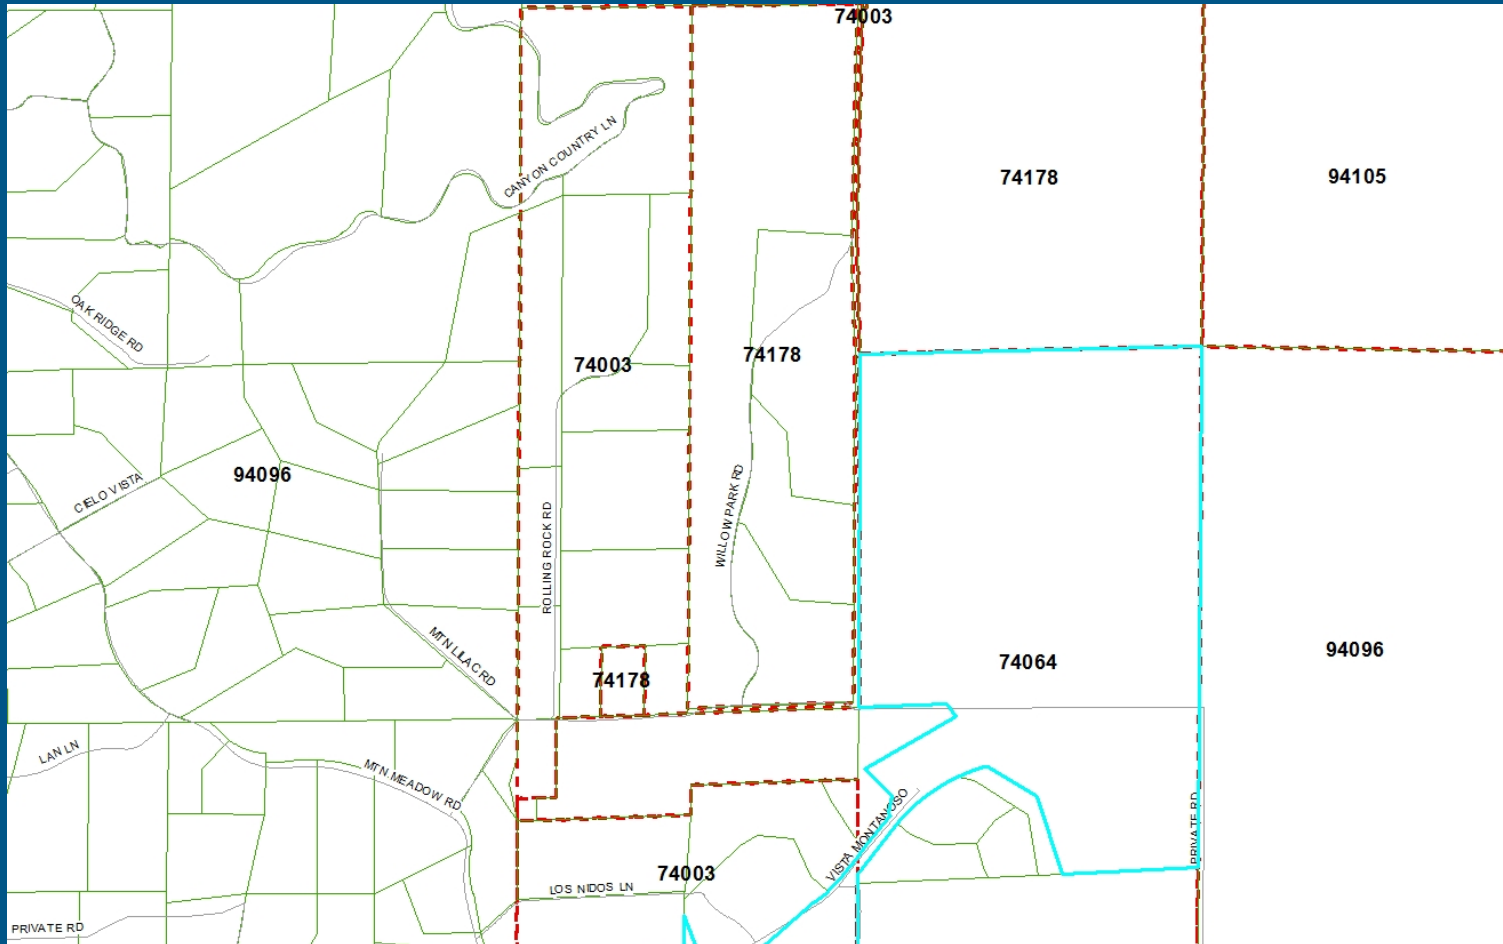 74003
CANYON COUNTRY LN
74178
94105
OAK RIDGE RD
74003
74178
94096
CIELO VISTA
WILLOW PARK RD
ROLLING ROCK RD
MTN LILAC RD
74178
74064
94096
LAN LN
MTN MEADOW RD
VISTA MONTANOSO
PRIVATE RD
74003
LOS NIDOS LN
PRIVATE RD